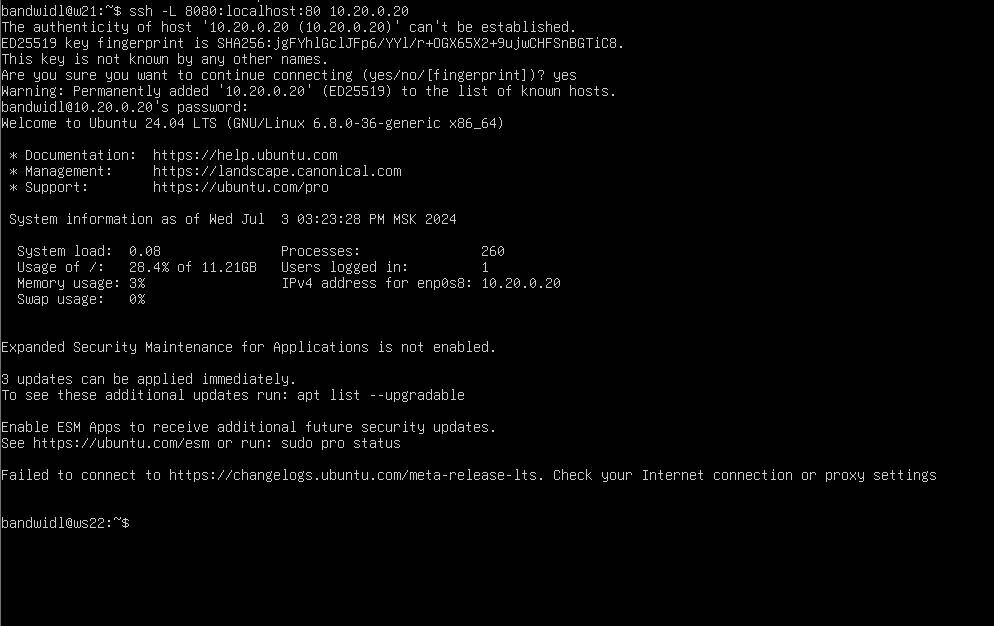 bandwidl@w21:~$ ssh -L 8080:localhost:80 10.20.0.20
The authenticity of host '10.20.0.20 (10.20.0.20)' can't be established.
ED25519 key fingerprint is SHA256:jgFYhlGclJFp6/YYl/r+OGX65X2+9ujwCHFSnBGTiC8.
This key is not known by any other names.
Are you sure you want to continue connecting (yes/no/[fingerprint])? yes
Warning: Permanently added '10.20.0.20' (ED25519) to the list of known hosts.
bandwidl@10.20.0.20's password:
Welcome to Ubuntu 24.04 LTS (GNU/Linux 6.8.0-36-generic x86_64)
* Documentation:  https://help.ubuntu.com
* Management:     https://landscape.canonical.com
* Support:        https://ubuntu.com/pro
System information as of Wed Jul  3 03:23:28 PM MSK 2024
System load:  0.08               Processes:               260
Usage of /:   28.4% of 11.21GB   Users logged in:         1
Memory usage: 3%                 IPv4 address for enp0s8: 10.20.0.20
Swap usage:   0%
Expanded Security Maintenance for Applications is not enabled.
3 updates can be applied immediately.
To see these additional updates run: apt list --upgradable
Enable ESM Apps to receive additional future security updates.
See https://ubuntu.com/esm or run: sudo pro status
Failed to connect to https://changelogs.ubuntu.com/meta-release-lts. Check your Internet connection or proxy settings
bandwidl@ws22:~$